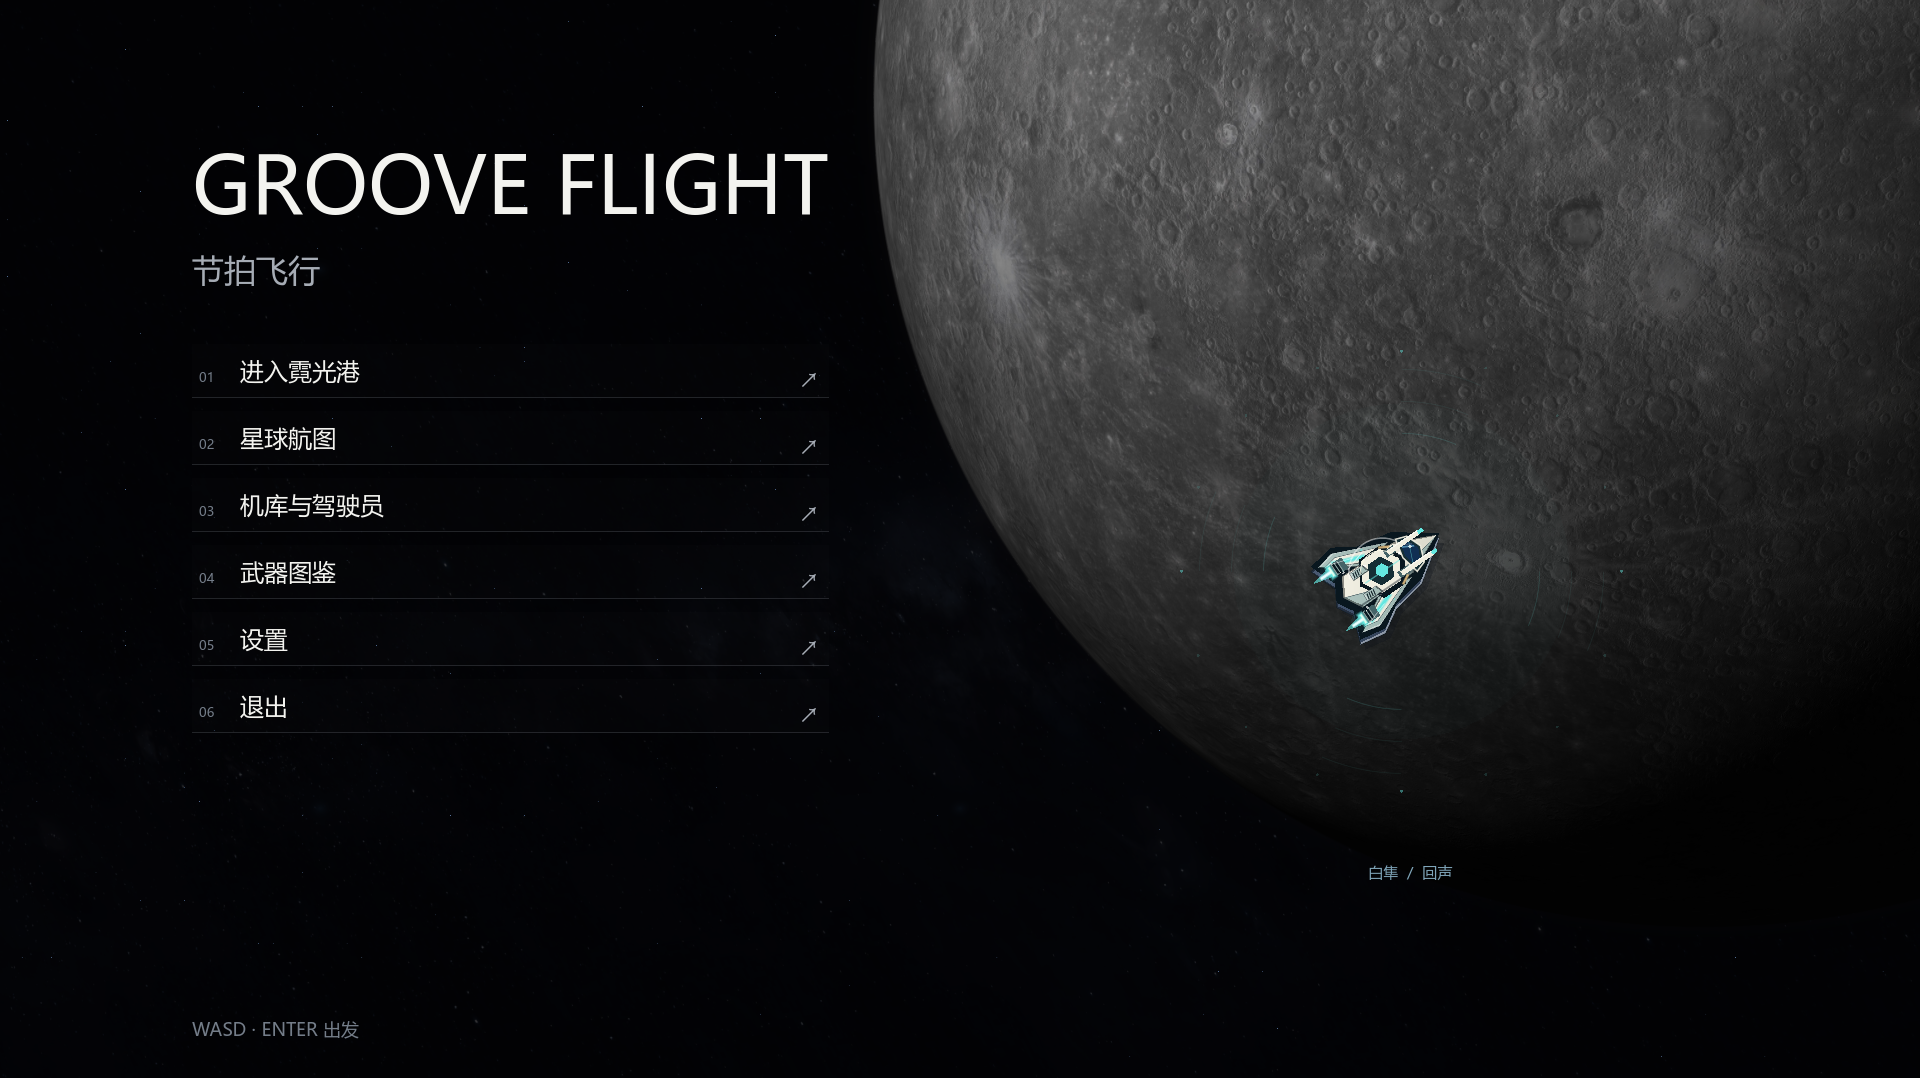 GROOVE FLIGHT
节拍飞行
01 进入霓光港 ↗
02 星球航图 ↗
03 机库与驾驶员 ↗
04 武器图鉴 ↗
05 设置 ↗
06 退出 ↗
白隼 / 回声
WASD · ENTER 出发